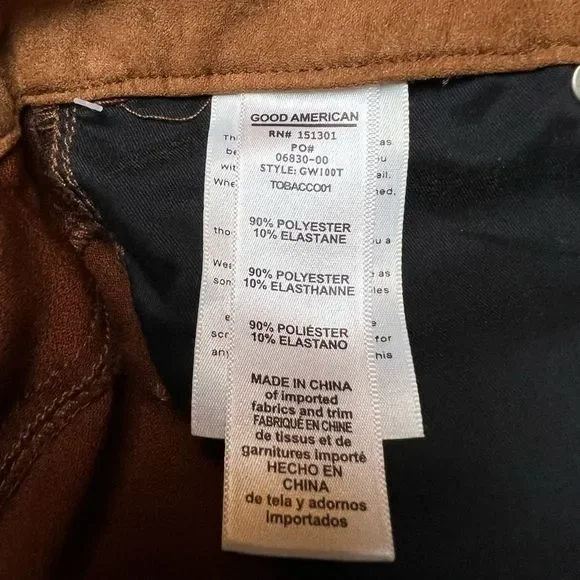 GOOD AMERICAN
RN# 151301
PO#
06830-00
STYLE: GW100T
TOBACCO01
90% POLYESTER
10% ELASTANE
90% POLYESTER
10% ELASTHANNE
90% POLIÉSTER
10% ELASTANO
MADE IN CHINA
of imported
fabrics and trim
FABRIQUÉ EN CHINE
de tissus et de
garnitures importé
HECHO EN
CHINA
de tela y adornos
importados